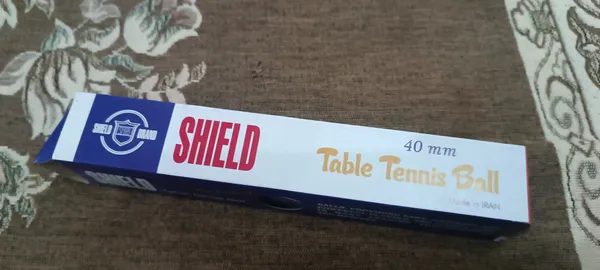 SHIELD BRAND
SHIELD
40 mm
Table Tennis Ball
Made in IRAN
SHIELD